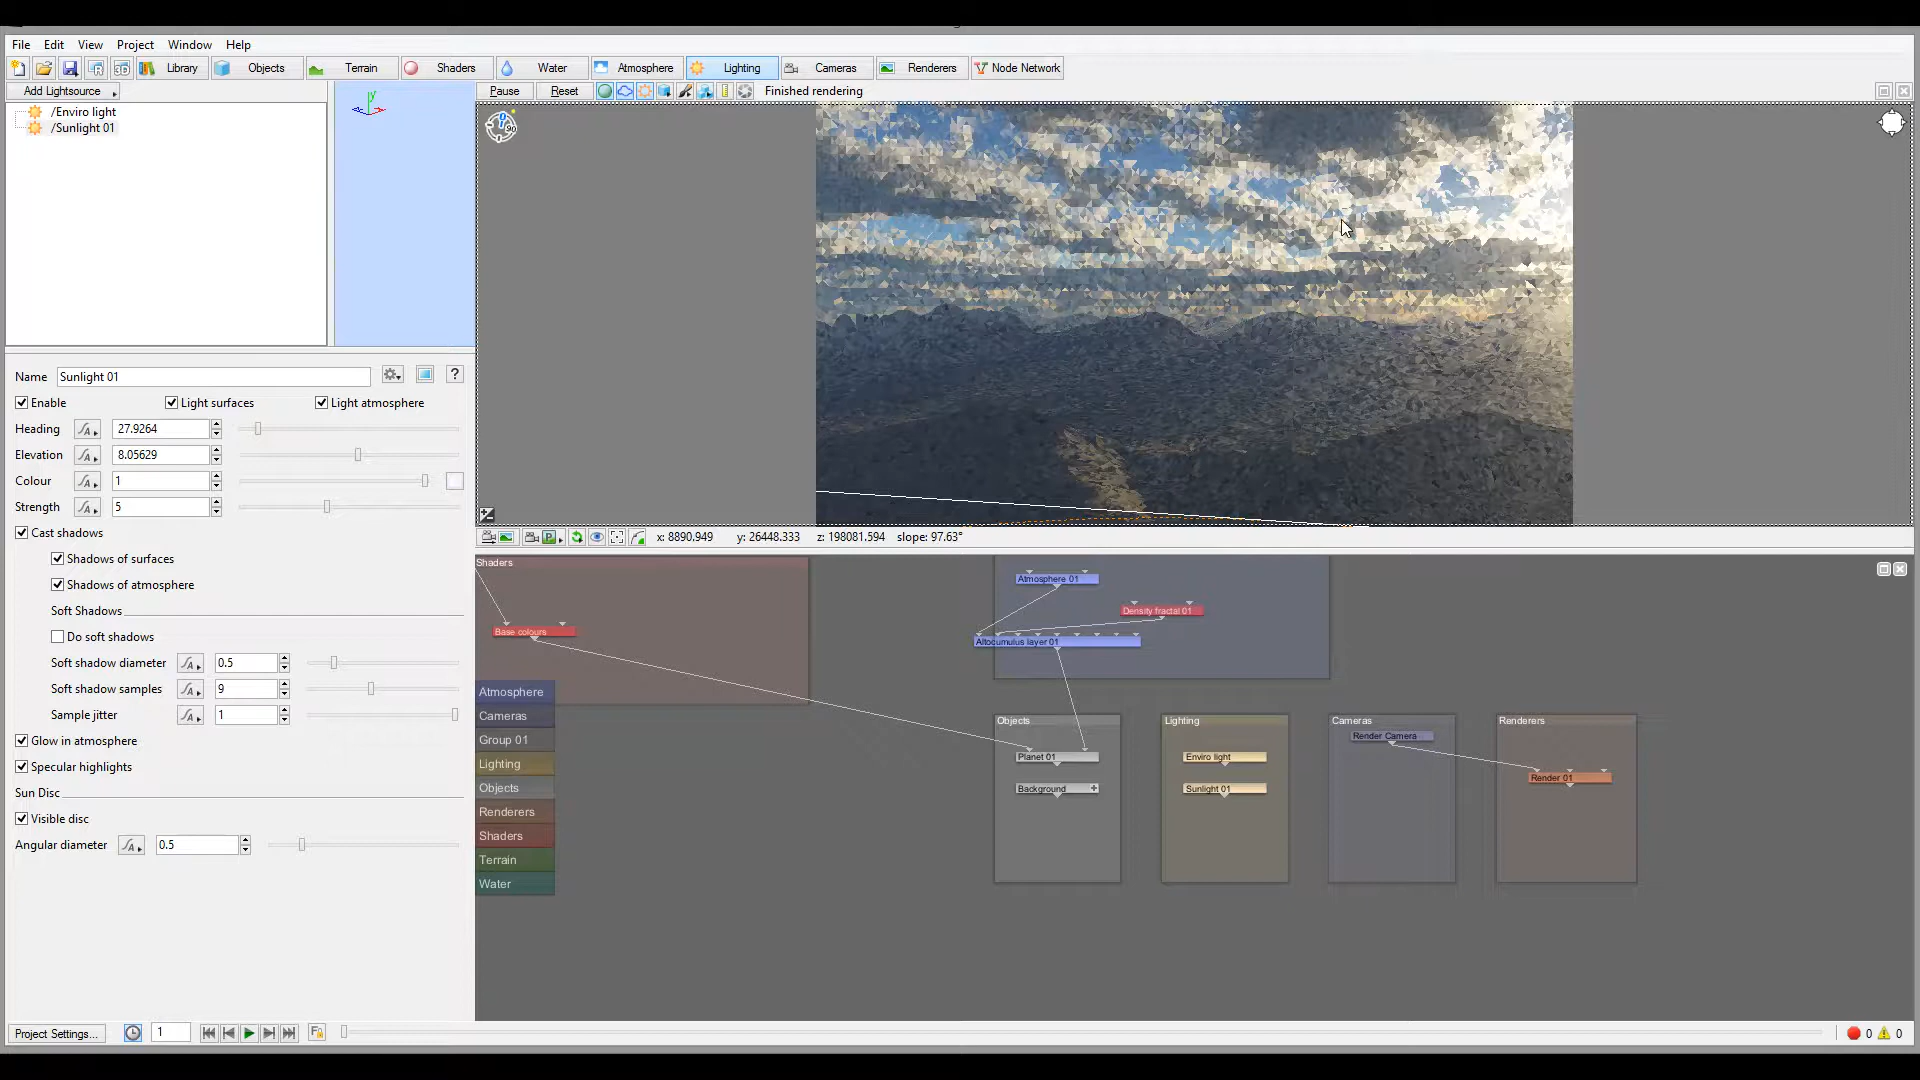 File Edit View Project Window Help
Library Objects Terrain Shaders Water Atmosphere Lighting Cameras Renderers Node Network
Add Lightsource
Pause Reset Finished rendering
/Enviro light
/Sunlight 01
y
Name Sunlight 01 ?
Enable Light surfaces Light atmosphere
Heading 27.9264
Elevation 8.05629
Colour 1
Strength 5
Cast shadows
Shadows of surfaces
Shadows of atmosphere
Soft Shadows
Do soft shadows
Soft shadow diameter 0.5
Soft shadow samples 9
Sample jitter 1
Glow in atmosphere
Specular highlights
Sun Disc
Visible disc
Angular diameter 0.5
x: 8890.949 y: 26448.333 z: 198081.594 slope: 97.63°
Shaders
Base colours
Atmosphere 01
Density fractal 01
Altocumulus layer 01
Atmosphere
Cameras
Group 01
Lighting
Objects
Renderers
Shaders
Terrain
Water
Objects
Planet 01
Background +
Lighting
Enviro light
Sunlight 01
Cameras
Render Camera
Renderers
Render 01
Project Settings... 1 0 0